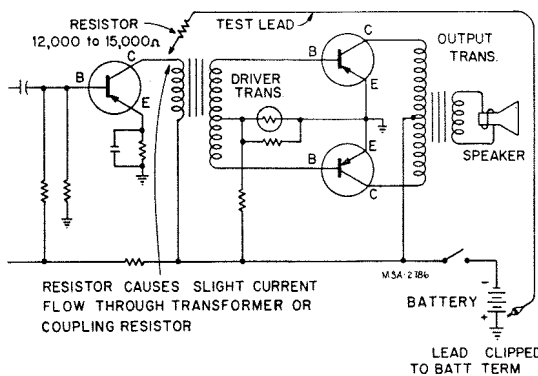 RESISTOR
12,000 to 15,000Ω
TEST LEAD
C
B
E
DRIVER
TRANS.
B
C
E
E
B
C
OUTPUT
TRANS.
SPEAKER
MSA-2786
RESISTOR CAUSES SLIGHT CURRENT
FLOW THROUGH TRANSFORMER OR
COUPLING RESISTOR
BATTERY
-
+
LEAD CLIPPED
TO BATT TERM